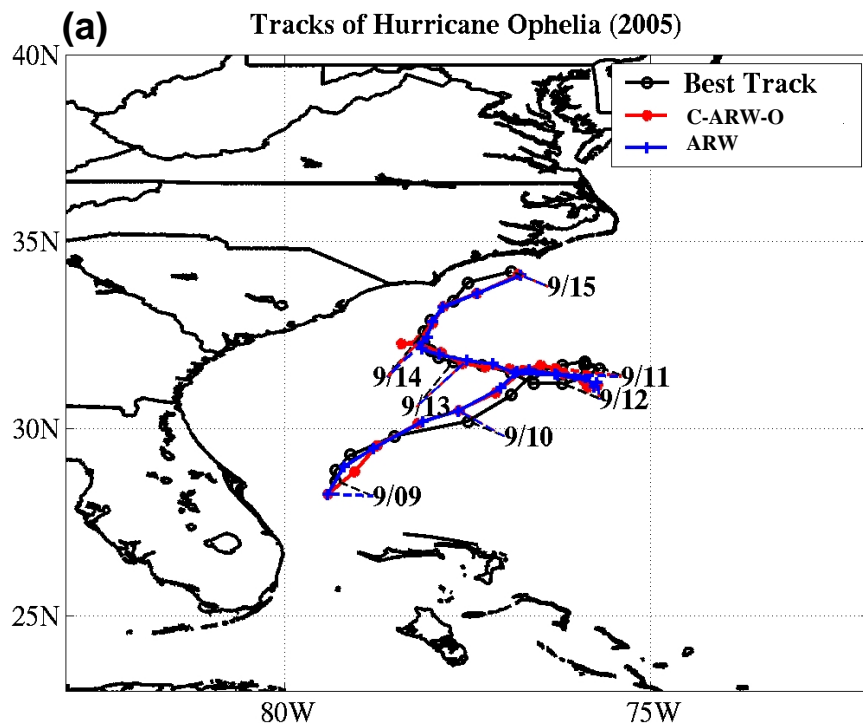 (a)
Tracks of Hurricane Ophelia (2005)
40N
Best Track
C-ARW-O
ARW
35N
9/15
9/14
9/11
9/12
9/13
9/10
30N
9/09
25N
80W
75W